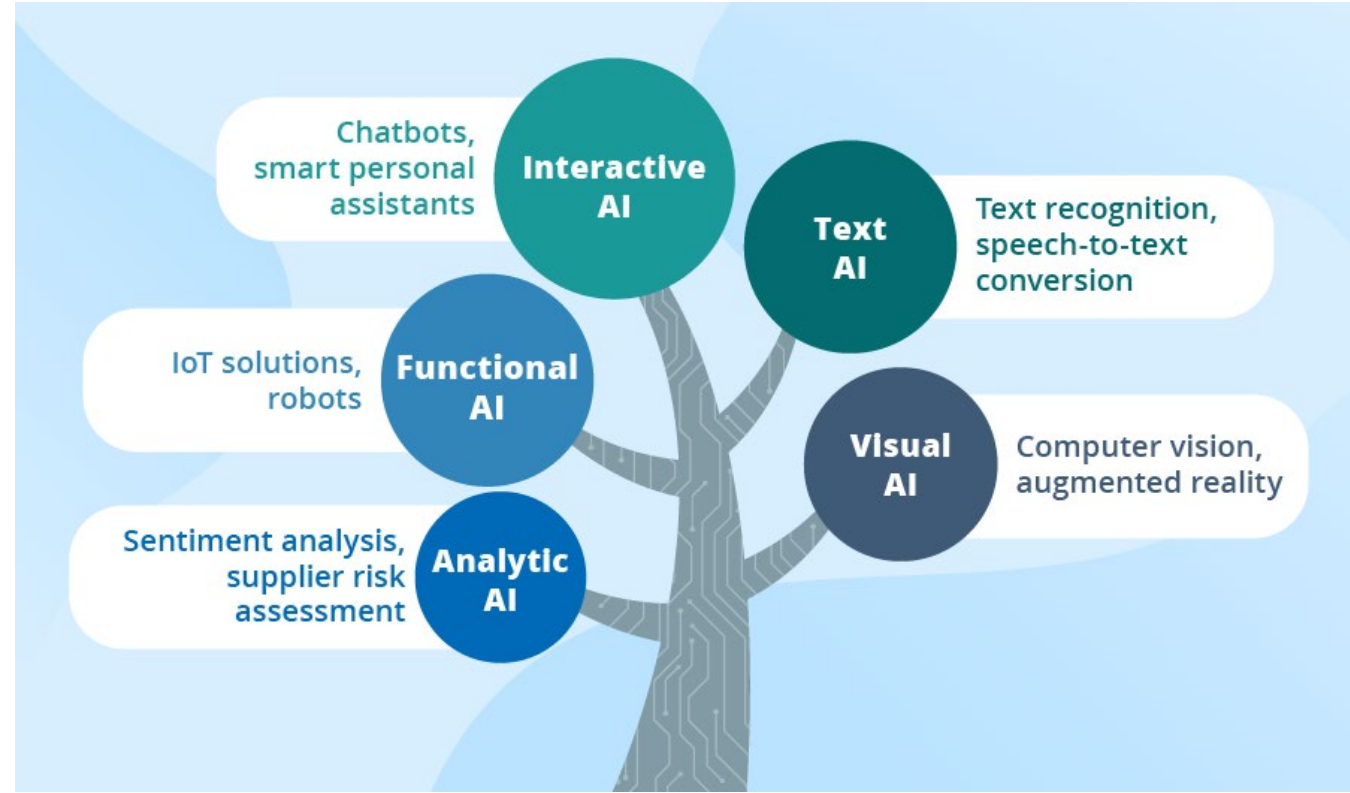 Chatbots,
smart personal
assistants
Interactive
AI
Text
AI
Text recognition,
speech-to-text
conversion
IoT solutions,
robots
Functional
AI
Visual
AI
Computer vision,
augmented reality
Sentiment analysis,
supplier risk
assessment
Analytic
AI